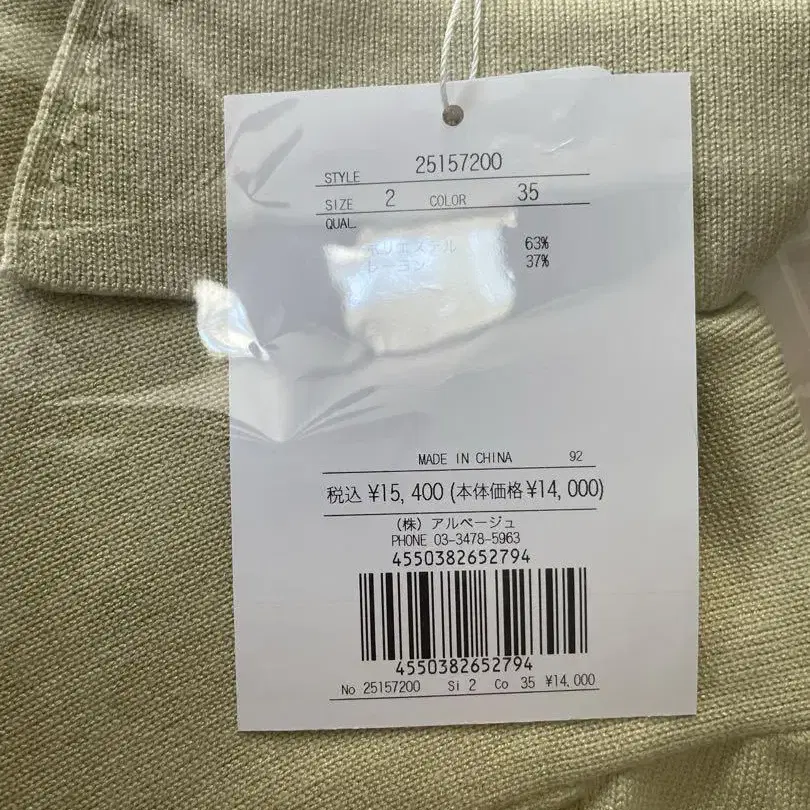 STYLE 25157200
SIZE 2 COLOR 35
QUAL.
ポリエステル 63%
レーヨン 37%
MADE IN CHINA 92
税込 ¥15,400 (本体価格¥14,000)
(株) アルページュ
PHONE 03-3478-5963
4550382652794
4550382652794
No 25157200 Si 2 Co 35 ¥14,000